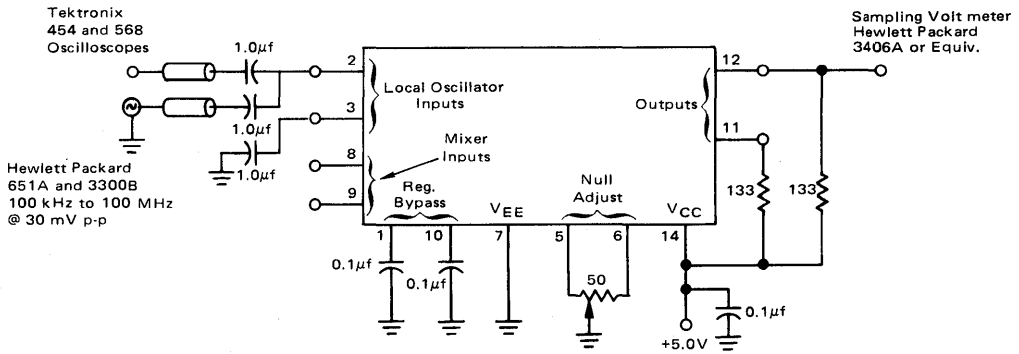 Tektronix
454 and 568
Oscilloscopes
1.0μf
1.0μf
1.0μf
Hewlett Packard
651A and 3300B
100 kHz to 100 MHz
@ 30 mV p-p
2
3
8
9
Local Oscillator
Inputs
Mixer
Inputs
Reg.
Bypass
VEE
Null
Adjust
VCC
Outputs
12
11
1
10
7
5
6
14
0.1μf
0.1μf
50
133
133
0.1μf
+5.0V
Sampling Volt meter
Hewlett Packard
3406A or Equiv.